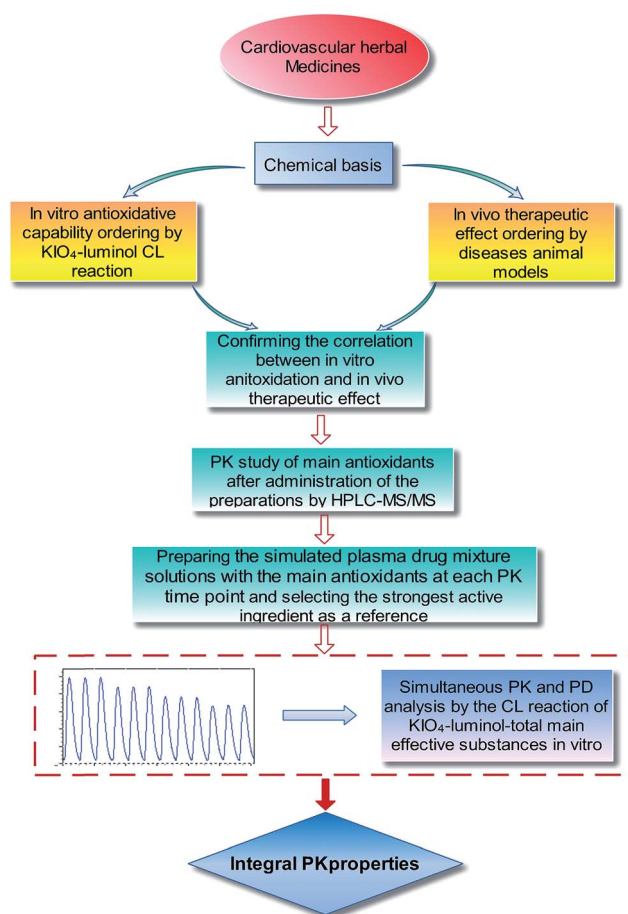 Cardiovascular herbal
Medicines
Chemical basis
In vitro antioxidative
capability ordering by
KIO₄-luminol CL
reaction
In vivo therapeutic
effect ordering by
diseases animal
models
Confirming the correlation
between in vitro
anitoxidation and in vivo
therapeutic effect
PK study of main antioxidants
after administration of the
preparations by HPLC-MS/MS
Preparing the simulated plasma drug mixture
solutions with the main antioxidants at each PK
time point and selecting the strongest active
ingredient as a reference
Simultaneous PK and PD
analysis by the CL reaction of
KIO₄-luminol-total main
effective substances in vitro
Integral PKproperties